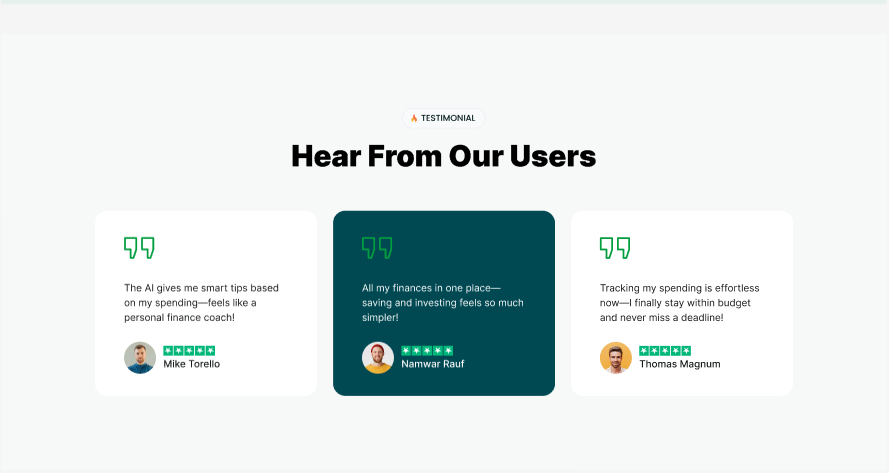 TESTIMONIAL
Hear From Our Users
The AI gives me smart tips based
on my spending—feels like a
personal finance coach!
Mike Torello
All my finances in one place—
saving and investing feels so much
simpler!
Namwar Rauf
Tracking my spending is effortless
now—I finally stay within budget
and never miss a deadline!
Thomas Magnum